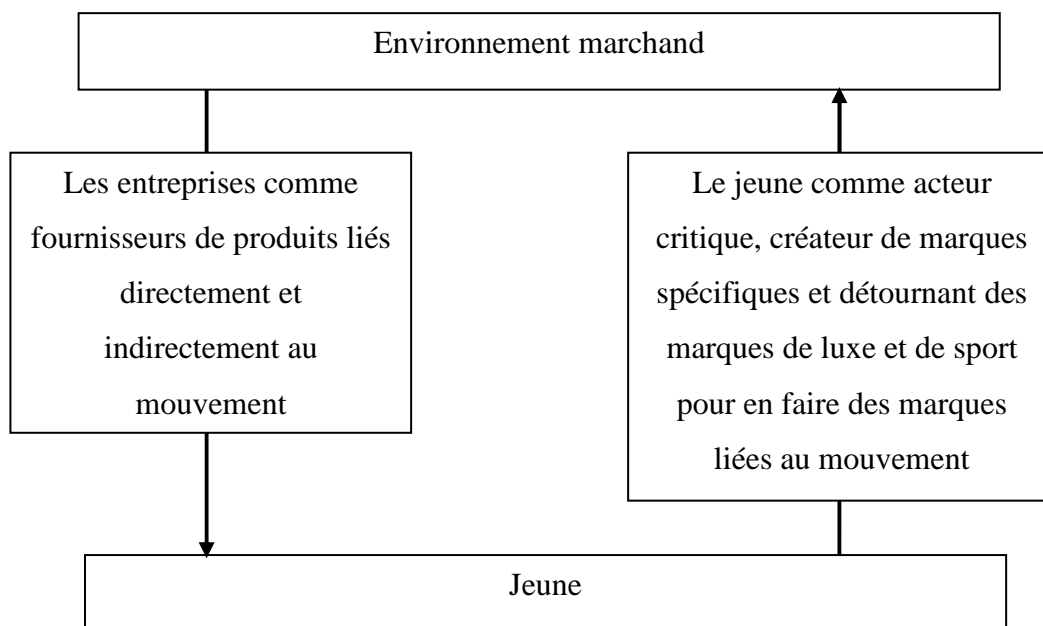 Environnement marchand
Les entreprises comme
fournisseurs de produits liés
directement et
indirectement au
mouvement
Le jeune comme acteur
critique, créateur de marques
spécifiques et détournant des
marques de luxe et de sport
pour en faire des marques
liées au mouvement
Jeune